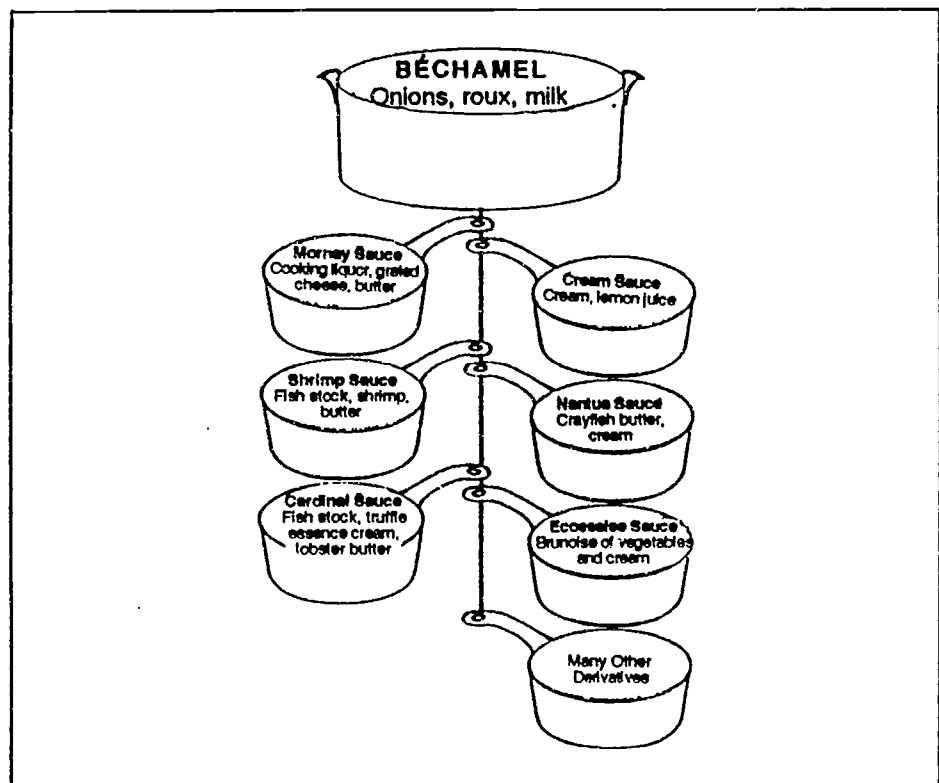 BÉCHAMEL
Onions, roux, milk
Mornay Sauce
Cooking liquor, grated
cheese, butter
Cream Sauce
Cream, lemon juice
Shrimp Sauce
Fish stock, shrimp,
butter
Nantua Sauce
Crayfish butter,
cream
Cardinal Sauce
Fish stock, truffle
essence cream,
lobster butter
Ecossaise Sauce
Brunoise of vegetables
and cream
Many Other
Derivatives